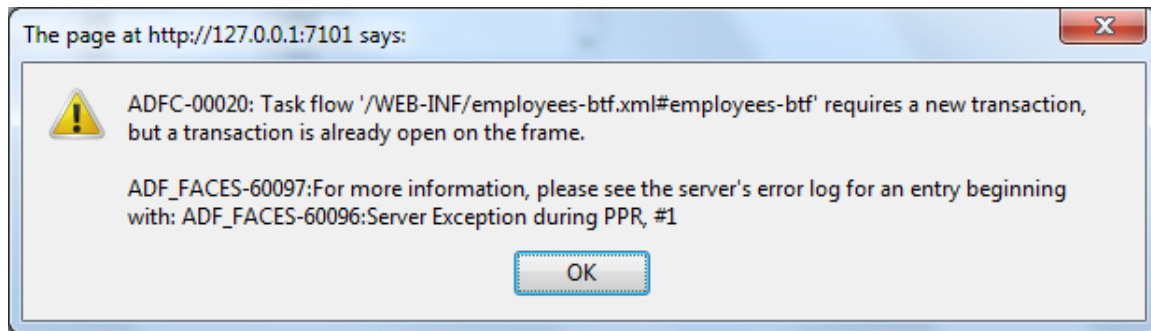 The page at http://127.0.0.1:7101 says:
ADFC-00020: Task flow '/WEB-INF/employees-btf.xml#employees-btf' requires a new transaction,
but a transaction is already open on the frame.
ADF_FACES-60097:For more information, please see the server's error log for an entry beginning
with: ADF_FACES-60096:Server Exception during PPR, #1
OK